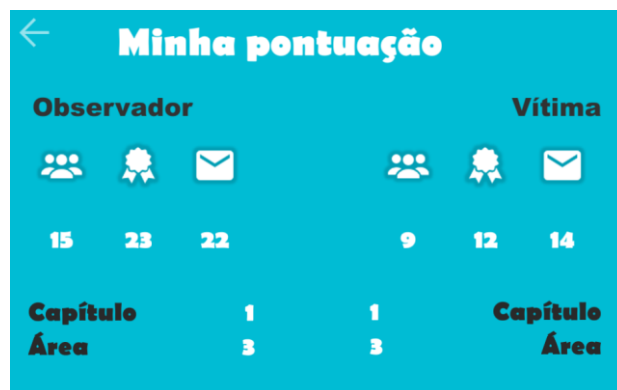 Minha pontuação
Observador Vítima
15 23 22 9 12 14
Capítulo 1 1 Capítulo
Área 3 3 Área